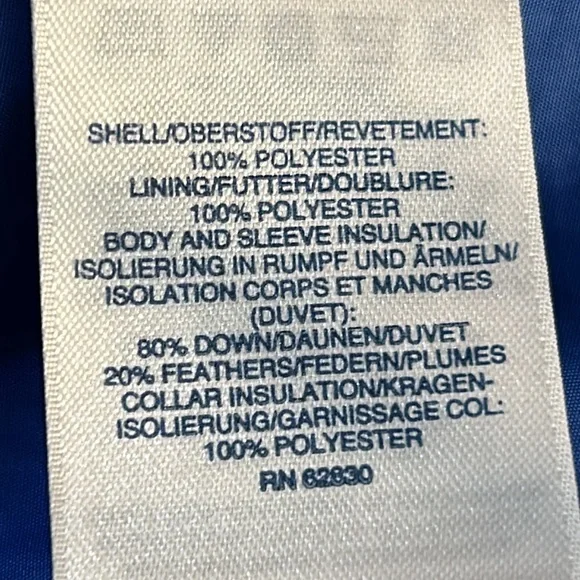 SHELL/OBERSTOFF/REVETEMENT:
100% POLYESTER
LINING/FUTTER/DOUBLURE:
100% POLYESTER
BODY AND SLEEVE INSULATION/
ISOLIERUNG IN RUMPF UND ÄRMELN/
ISOLATION CORPS ET MANCHES
(DUVET):
80% DOWN/DAUNEN/DUVET
20% FEATHERS/FEDERN/PLUMES
COLLAR INSULATION/KRAGEN-
ISOLIERUNG/GARNISSAGE COL:
100% POLYESTER
RN 62830